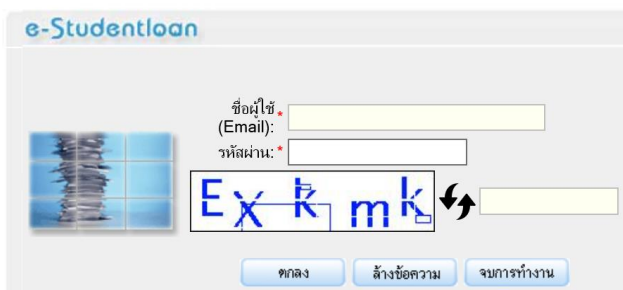 e-Studentloan
ชื่อผู้ใช้ *
(Email):
รหัสผ่าน: *
Exkmk
ตกลง ล้างข้อความ จบการทำงาน